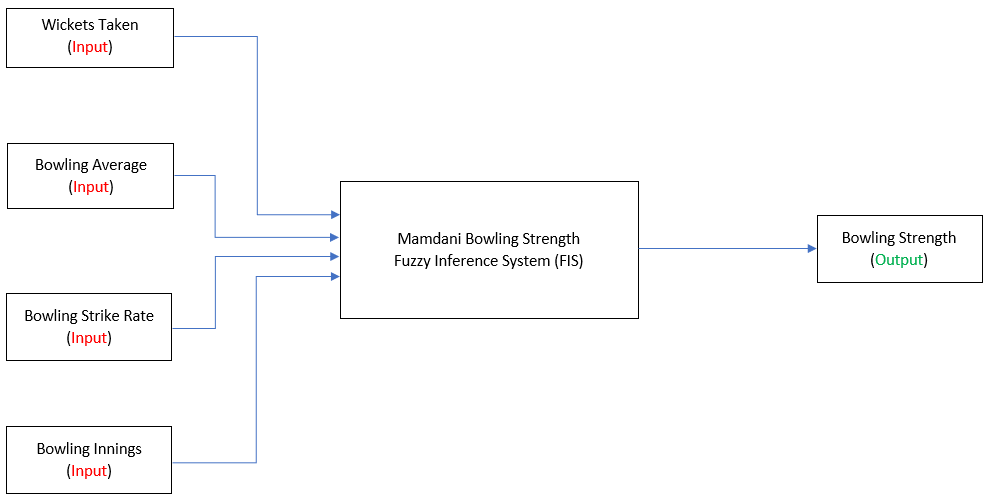 Wickets Taken
(Input)
Bowling Average
(Input)
Bowling Strike Rate
(Input)
Bowling Innings
(Input)
Mamdani Bowling Strength
Fuzzy Inference System (FIS)
Bowling Strength
(Output)